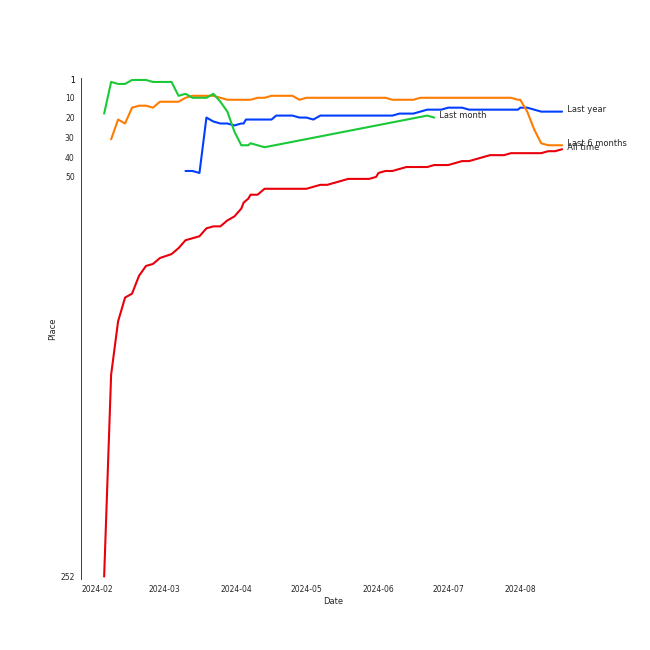 1
10
20
30
40
50
252
Place
2024-02
2024-03
2024-04
2024-05
2024-06
2024-07
2024-08
Date
Last year
Last month
Last 6 months
All time